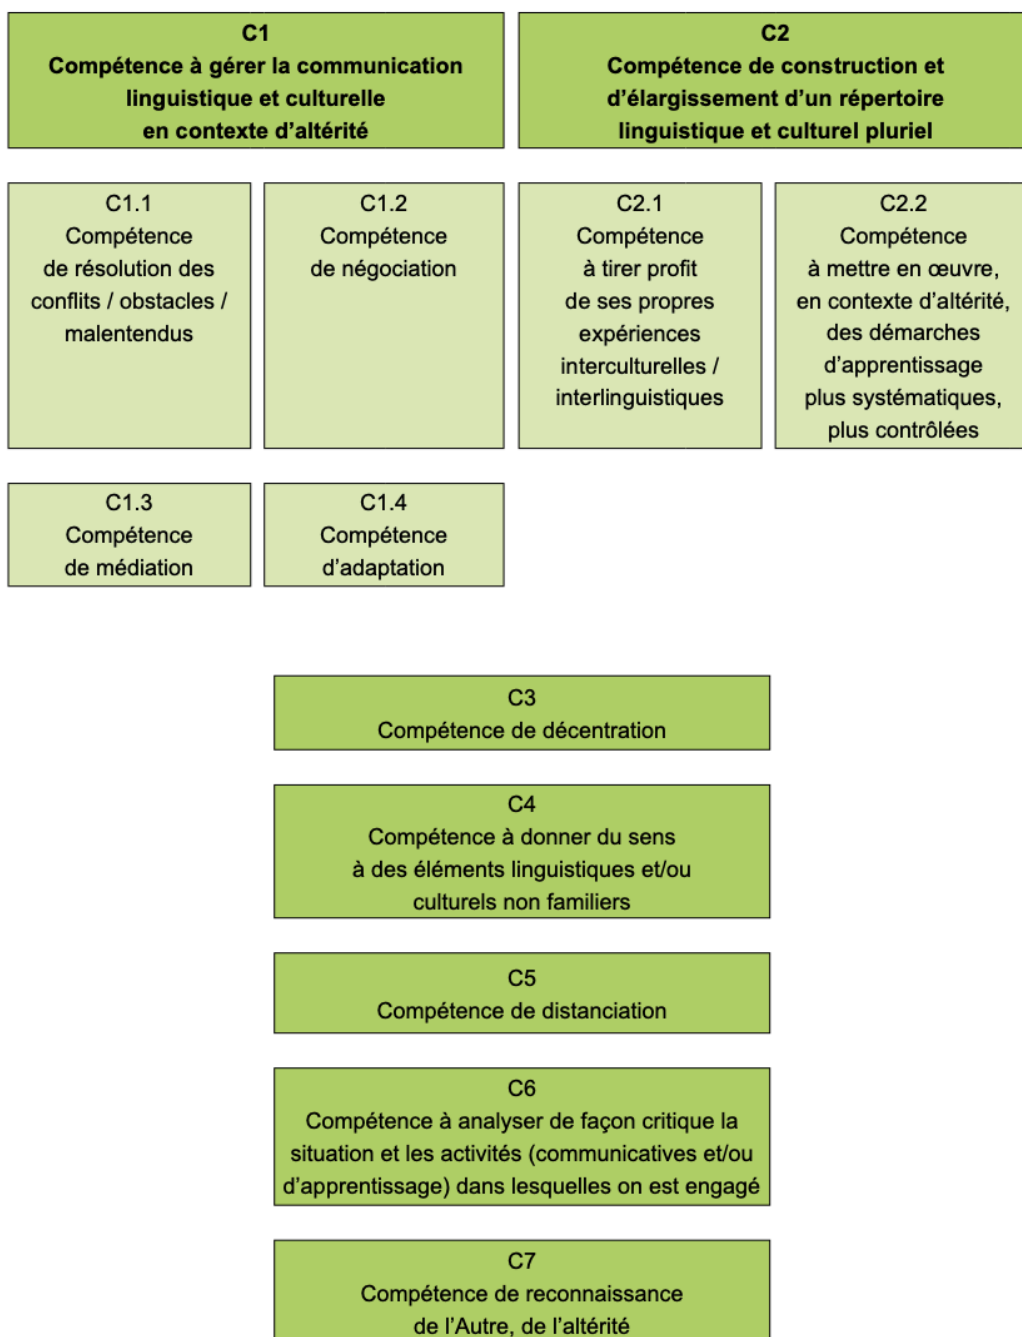 C1
Compétence à gérer la communication
linguistique et culturelle
en contexte d'altérité
C2
Compétence de construction et
d'élargissement d'un répertoire
linguistique et culturel pluriel
C1.1
Compétence
de résolution des
conflits / obstacles /
malentendus
C1.2
Compétence
de négociation
C2.1
Compétence
à tirer profit
de ses propres
expériences
interculturelles /
interlinguistiques
C2.2
Compétence
à mettre en œuvre,
en contexte d'altérité,
des démarches
d'apprentissage
plus systématiques,
plus contrôlées
C1.3
Compétence
de médiation
C1.4
Compétence
d'adaptation
C3
Compétence de décentration
C4
Compétence à donner du sens
à des éléments linguistiques et/ou
culturels non familiers
C5
Compétence de distanciation
C6
Compétence à analyser de façon critique la
situation et les activités (communicatives et/ou
d'apprentissage) dans lesquelles on est engagé
C7
Compétence de reconnaissance
de l'Autre, de l'altérité